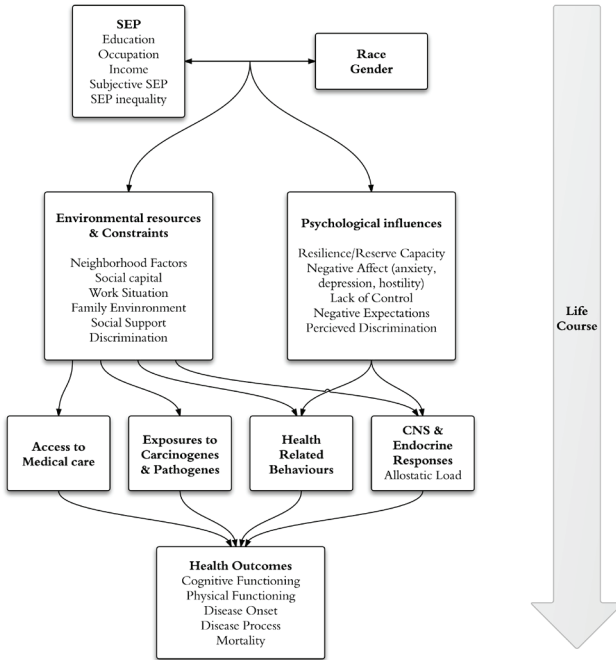 SEP
Education
Occupation
Income
Subjective SEP
SEP inequality
Race
Gender
Environmental resources
& Constraints
Neighborhood Factors
Social capital
Work Situation
Family Envinronment
Social Support
Discrimination
Psychological influences
Resilience/Reserve Capacity
Negative Affect (anxiety,
depression, hostility)
Lack of Control
Negative Expectations
Percieved Discrimination
Life
Course
Access to
Medical care
Exposures to
Carcinogenes
& Pathogenes
Health
Related
Behaviours
CNS &
Endocrine
Responses
Allostatic Load
Health Outcomes
Cognitive Functioning
Physical Functioning
Disease Onset
Disease Process
Mortality